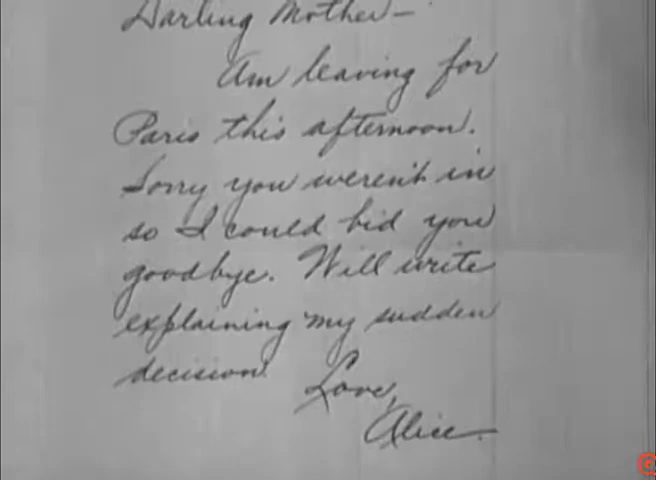 Darling Mother—
Am leaving for
Paris this afternoon.
Sorry you weren't in
so I could bid you
goodbye. Will write
explaining my sudden
decision.
Love,
Alice.